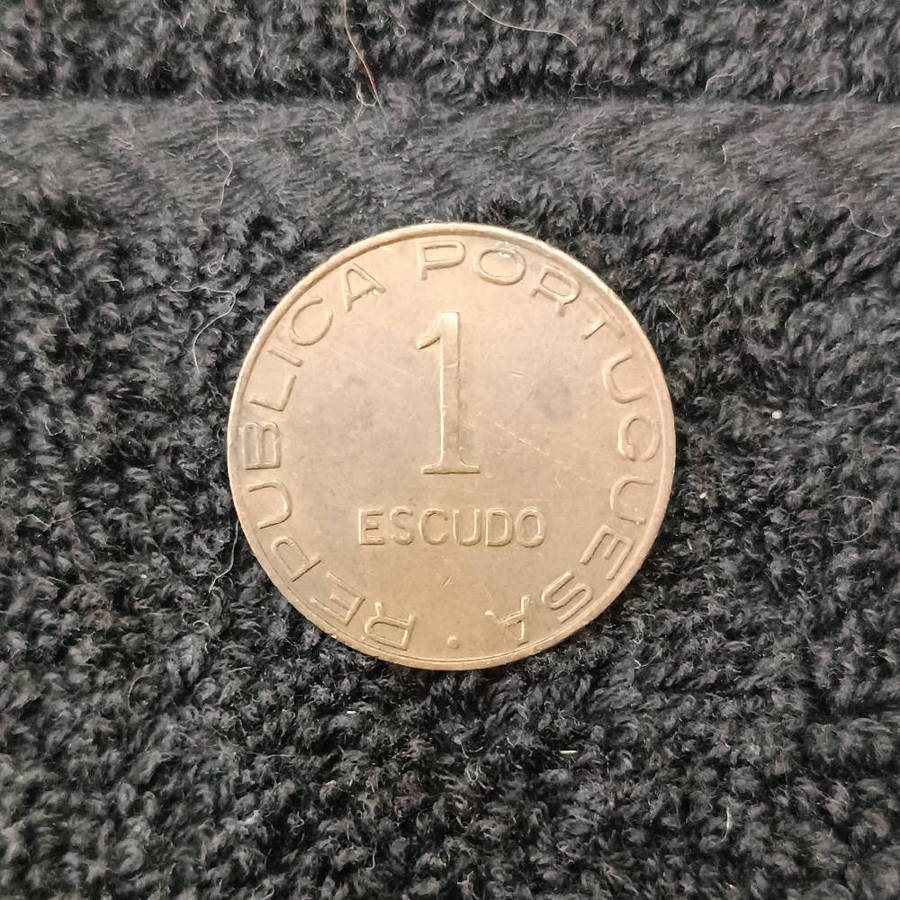 REPUBLICA PORTUGUESA ·
1
ESCUDO